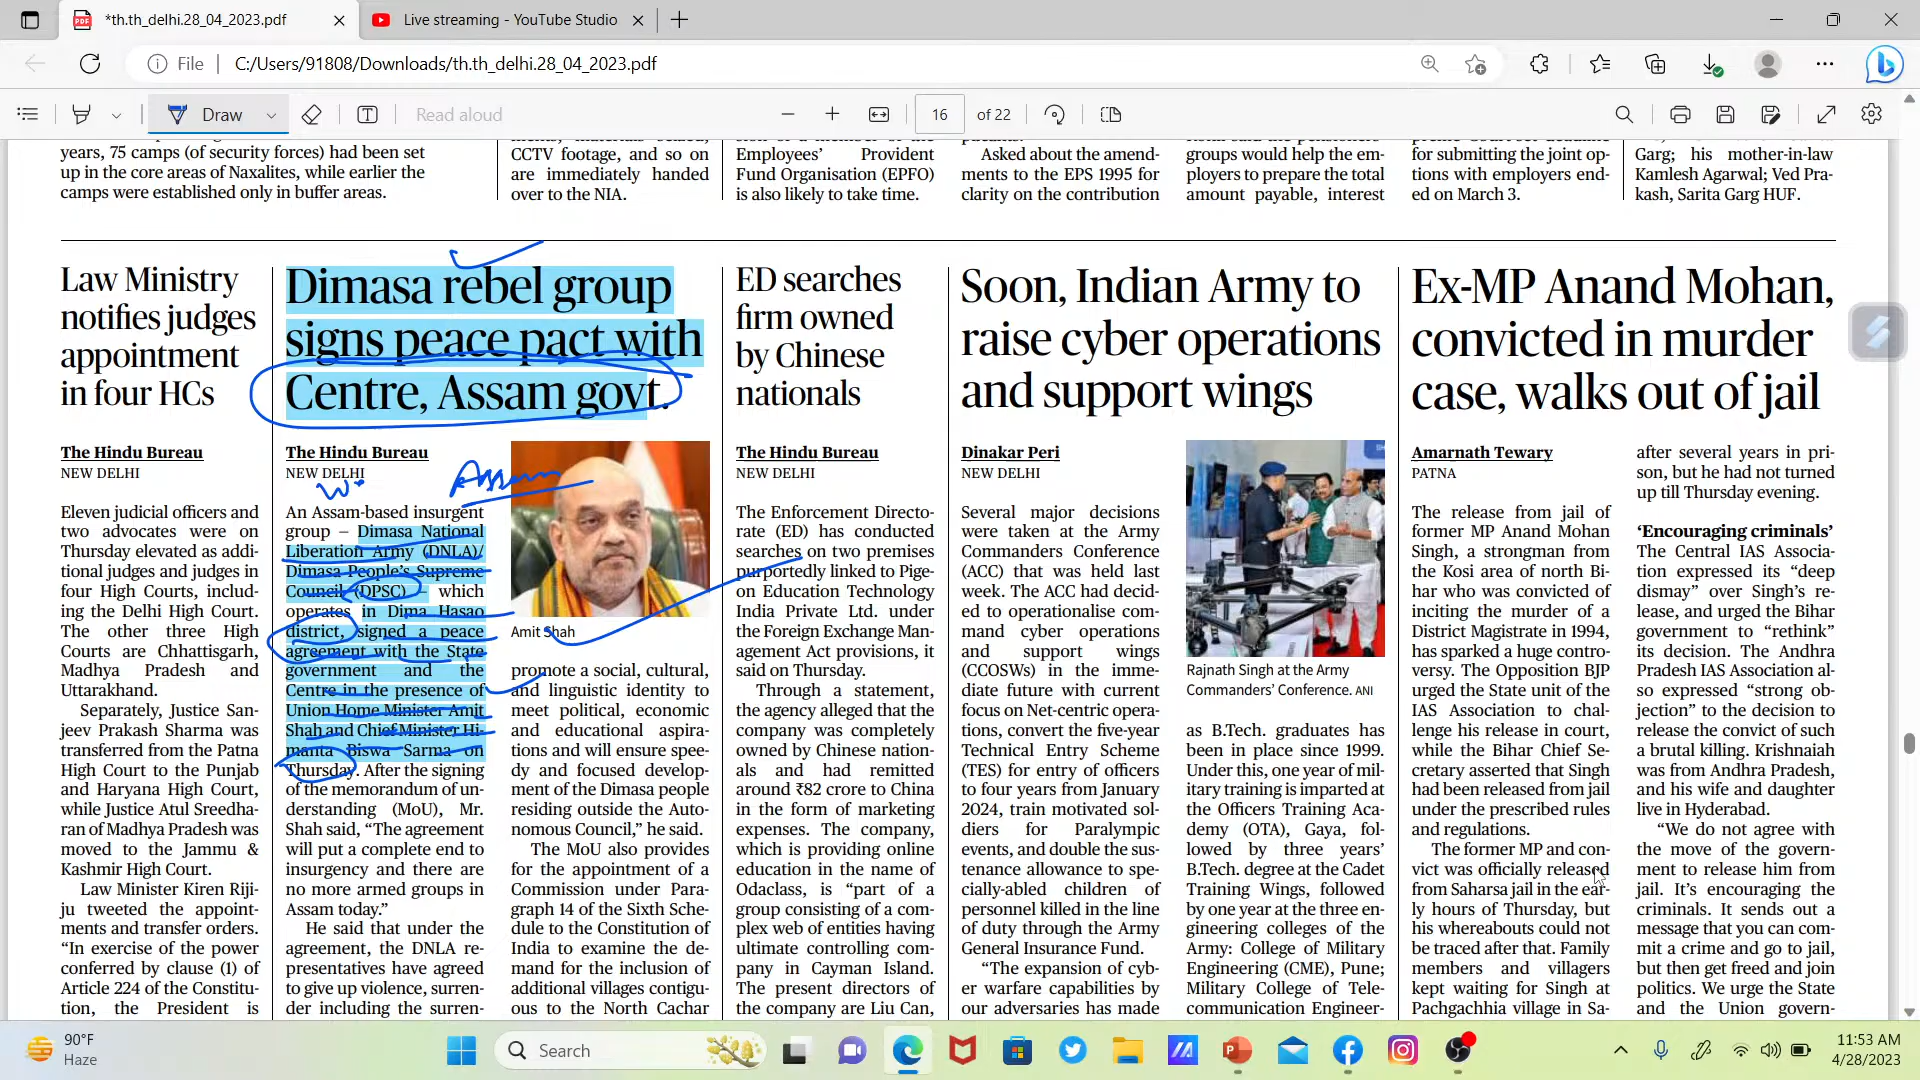 *th.th_delhi.28_04_2023.pdf
Live streaming - YouTube Studio
File
C:/Users/91808/Downloads/th.th_delhi.28_04_2023.pdf
Draw
Read aloud
16
of 22
years, 75 camps (of security forces) had been set
up in the core areas of Naxalites, while earlier the
camps were established only in buffer areas.
CCTV footage, and so on
are immediately handed
over to the NIA.
Employees' Provident
Fund Organisation (EPFO)
is also likely to take time.
Asked about the amend-
ments to the EPS 1995 for
clarity on the contribution
groups would help the em-
ployers to prepare the total
amount payable, interest
for submitting the joint op-
tions with employers end-
ed on March 3.
Garg; his mother-in-law
Kamlesh Agarwal; Ved Pra-
kash, Sarita Garg HUF.
Law Ministry
notifies judges
appointment
in four HCs
The Hindu Bureau
NEW DELHI
Eleven judicial officers and
two advocates were on
Thursday elevated as addi-
tional judges and judges in
four High Courts, includ-
ing the Delhi High Court.
The other three High
Courts are Chhattisgarh,
Madhya Pradesh and
Uttarakhand.
Separately, Justice San-
jeev Prakash Sharma was
transferred from the Patna
High Court to the Punjab
and Haryana High Court,
while Justice Atul Sreedha-
ran of Madhya Pradesh was
moved to the Jammu &
Kashmir High Court.
Law Minister Kiren Riji-
ju tweeted the appoint-
ments and transfer orders.
"In exercise of the power
conferred by clause (1) of
Article 224 of the Constitu-
tion, the President is
Dimasa rebel group
signs peace pact with
Centre, Assam govt.
The Hindu Bureau
NEW DELHI
Assam
An Assam-based insurgent
group – Dimasa National
Liberation Army (DNLA)/
Dimasa People's Supreme
Council (DPSC) – which
operates in Dima Hasao
district, signed a peace
agreement with the State
government and the
Centre in the presence of
Union Home Minister Amit
Shah and Chief Minister Hi-
manta Biswa Sarma on
Thursday. After the signing
of the memorandum of un-
derstanding (MoU), Mr.
Shah said, "The agreement
will put a complete end to
insurgency and there are
no more armed groups in
Assam today."
He said that under the
agreement, the DNLA re-
presentatives have agreed
to give up violence, surren-
der including the surren-
Amit Shah
promote a social, cultural,
and linguistic identity to
meet political, economic
and educational aspira-
tions and will ensure spee-
dy and focused develop-
ment of the Dimasa people
residing outside the Auto-
nomous Council," he said.
The MoU also provides
for the appointment of a
Commission under Para-
graph 14 of the Sixth Sche-
dule to the Constitution of
India to examine the de-
mand for the inclusion of
additional villages contigu-
ous to the North Cachar
ED searches
firm owned
by Chinese
nationals
The Hindu Bureau
NEW DELHI
The Enforcement Directo-
rate (ED) has conducted
searches on two premises
purportedly linked to Pige-
on Education Technology
India Private Ltd. under
the Foreign Exchange Man-
agement Act provisions, it
said on Thursday.
Through a statement,
the agency alleged that the
company was completely
owned by Chinese nation-
als and had remitted
around ₹82 crore to China
in the form of marketing
expenses. The company,
which is providing online
education in the name of
Odaclass, is "part of a
group consisting of a com-
plex web of entities having
ultimate controlling com-
pany in Cayman Island.
The present directors of
the company are Liu Can,
Soon, Indian Army to
raise cyber operations
and support wings
Dinakar Peri
NEW DELHI
Several major decisions
were taken at the Army
Commanders Conference
(ACC) that was held last
week. The ACC had decid-
ed to operationalise com-
mand cyber operations
and support wings
(CCOSWs) in the imme-
diate future with current
focus on Net-centric opera-
tions, convert the five-year
Technical Entry Scheme
(TES) for entry of officers
to four years from January
2024, train motivated sol-
diers for Paralympic
events, and double the sus-
tenance allowance to spe-
cially-abled children of
personnel killed in the line
of duty through the Army
General Insurance Fund.
"The expansion of cyb-
er warfare capabilities by
our adversaries has made
Rajnath Singh at the Army
Commanders' Conference. ANI
as B.Tech. graduates has
been in place since 1999.
Under this, one year of mil-
itary training is imparted at
the Officers Training Aca-
demy (OTA), Gaya, fol-
lowed by three years'
B.Tech. degree at the Cadet
Training Wings, followed
by one year at the three en-
gineering colleges of the
Army: College of Military
Engineering (CME), Pune;
Military College of Tele-
communication Engineer-
Ex-MP Anand Mohan,
convicted in murder
case, walks out of jail
Amarnath Tewary
PATNA
The release from jail of
former MP Anand Mohan
Singh, a strongman from
the Kosi area of north Bi-
har who was convicted of
inciting the murder of a
District Magistrate in 1994,
has sparked a huge contro-
versy. The Opposition BJP
urged the State unit of the
IAS Association to chal-
lenge his release in court,
while the Bihar Chief Se-
cretary asserted that Singh
had been released from jail
under the prescribed rules
and regulations.
The former MP and con-
vict was officially released
from Saharsa jail in the ear-
ly hours of Thursday, but
his whereabouts could not
be traced after that. Family
members and villagers
kept waiting for Singh at
Pachgachhia village in Sa-
after several years in pri-
son, but he had not turned
up till Thursday evening.
'Encouraging criminals'
The Central IAS Associa-
tion expressed its "deep
dismay" over Singh's re-
lease, and urged the Bihar
government to "rethink"
its decision. The Andhra
Pradesh IAS Association al-
so expressed "strong ob-
jection" to the decision to
release the convict of such
a brutal killing. Krishnaiah
was from Andhra Pradesh,
and his wife and daughter
live in Hyderabad.
"We do not agree with
the move of the govern-
ment to release him from
jail. It's encouraging the
criminals. It sends out a
message that you can com-
mit a crime and go to jail,
but then get freed and join
politics. We urge the State
and the Union govern-
90°F
Haze
Search
11:53 AM
4/28/2023